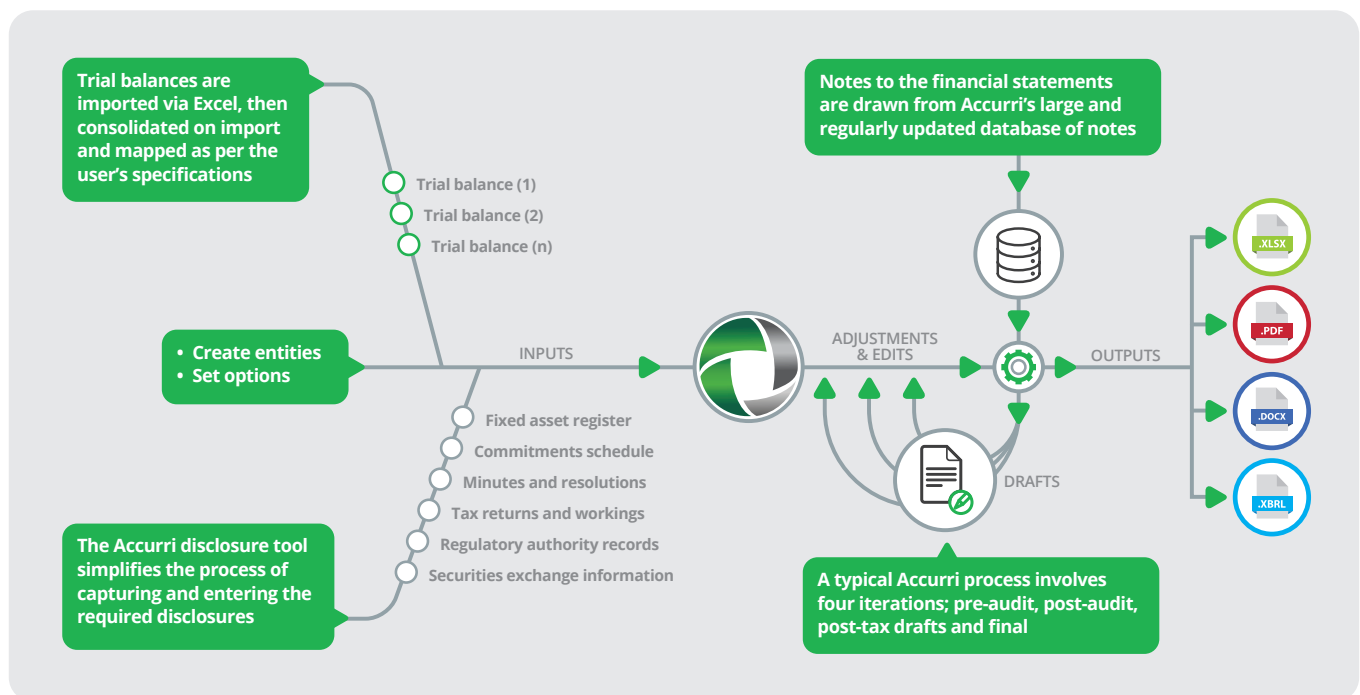 Trial balances are
imported via Excel, then
consolidated on import
and mapped as per the
user’s specifications
Trial balance (1)
Trial balance (2)
Trial balance (n)
• Create entities
• Set options
INPUTS
Fixed asset register
Commitments schedule
Minutes and resolutions
Tax returns and workings
Regulatory authority records
Securities exchange information
The Accurri disclosure tool
simplifies the process of
capturing and entering the
required disclosures
Notes to the financial statements
are drawn from Accurri’s large and
regularly updated database of notes
ADJUSTMENTS
& EDITS
OUTPUTS
DRAFTS
A typical Accurri process involves
four iterations; pre-audit, post-audit,
post-tax drafts and final
.XLSX
.PDF
.DOCX
.XBRL